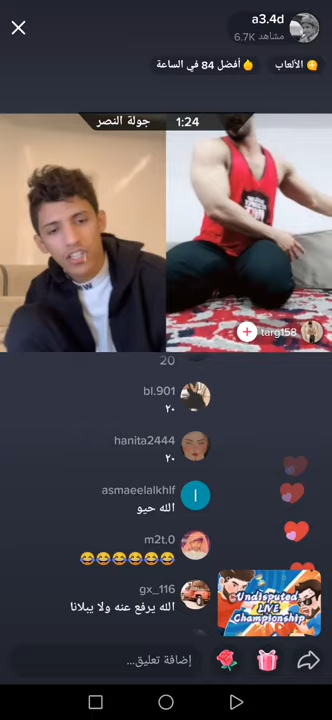 a3.4d
6.7K مشاهد
الألعاب
أفضل 84 في الساعة
جولة النصر
1:24
targ158
20
bl.901
٢٠
hanita2444
٢٠
asmaeelalkhlf
I
الله حيو
m2t.0
😂😂😂😂😂😂
gx_116
الله يرفع عنه ولا يبلانا
Undisputed
LIVE
Championship
إضافة تعليق...